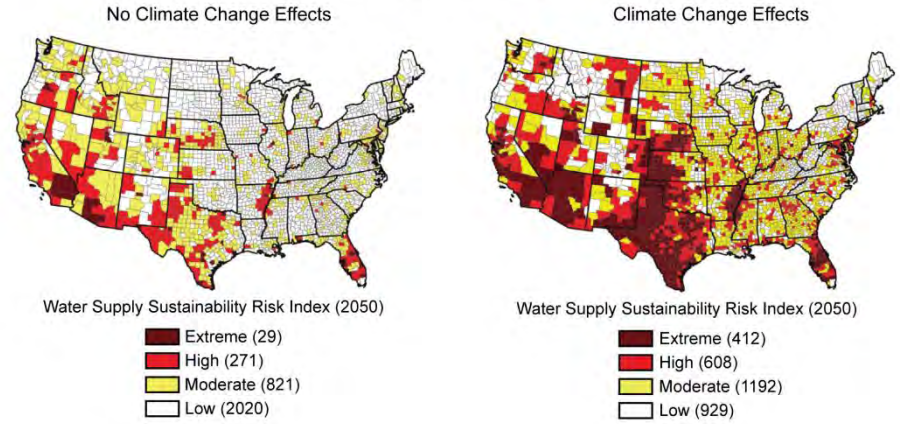 No Climate Change Effects
Water Supply Sustainability Risk Index (2050)
Extreme (29)
High (271)
Moderate (821)
Low (2020)
Climate Change Effects
Water Supply Sustainability Risk Index (2050)
Extreme (412)
High (608)
Moderate (1192)
Low (929)